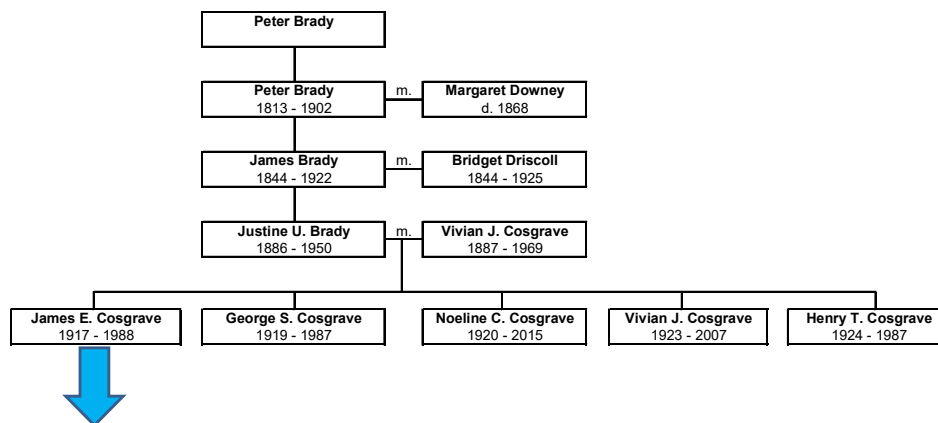 Peter Brady
Peter Brady
1813 - 1902
m.
Margaret Downey
d. 1868
James Brady
1844 - 1922
m.
Bridget Driscoll
1844 - 1925
Justine U. Brady
1886 - 1950
m.
Vivian J. Cosgrave
1887 - 1969
James E. Cosgrave
1917 - 1988
George S. Cosgrave
1919 - 1987
Noeline C. Cosgrave
1920 - 2015
Vivian J. Cosgrave
1923 - 2007
Henry T. Cosgrave
1924 - 1987